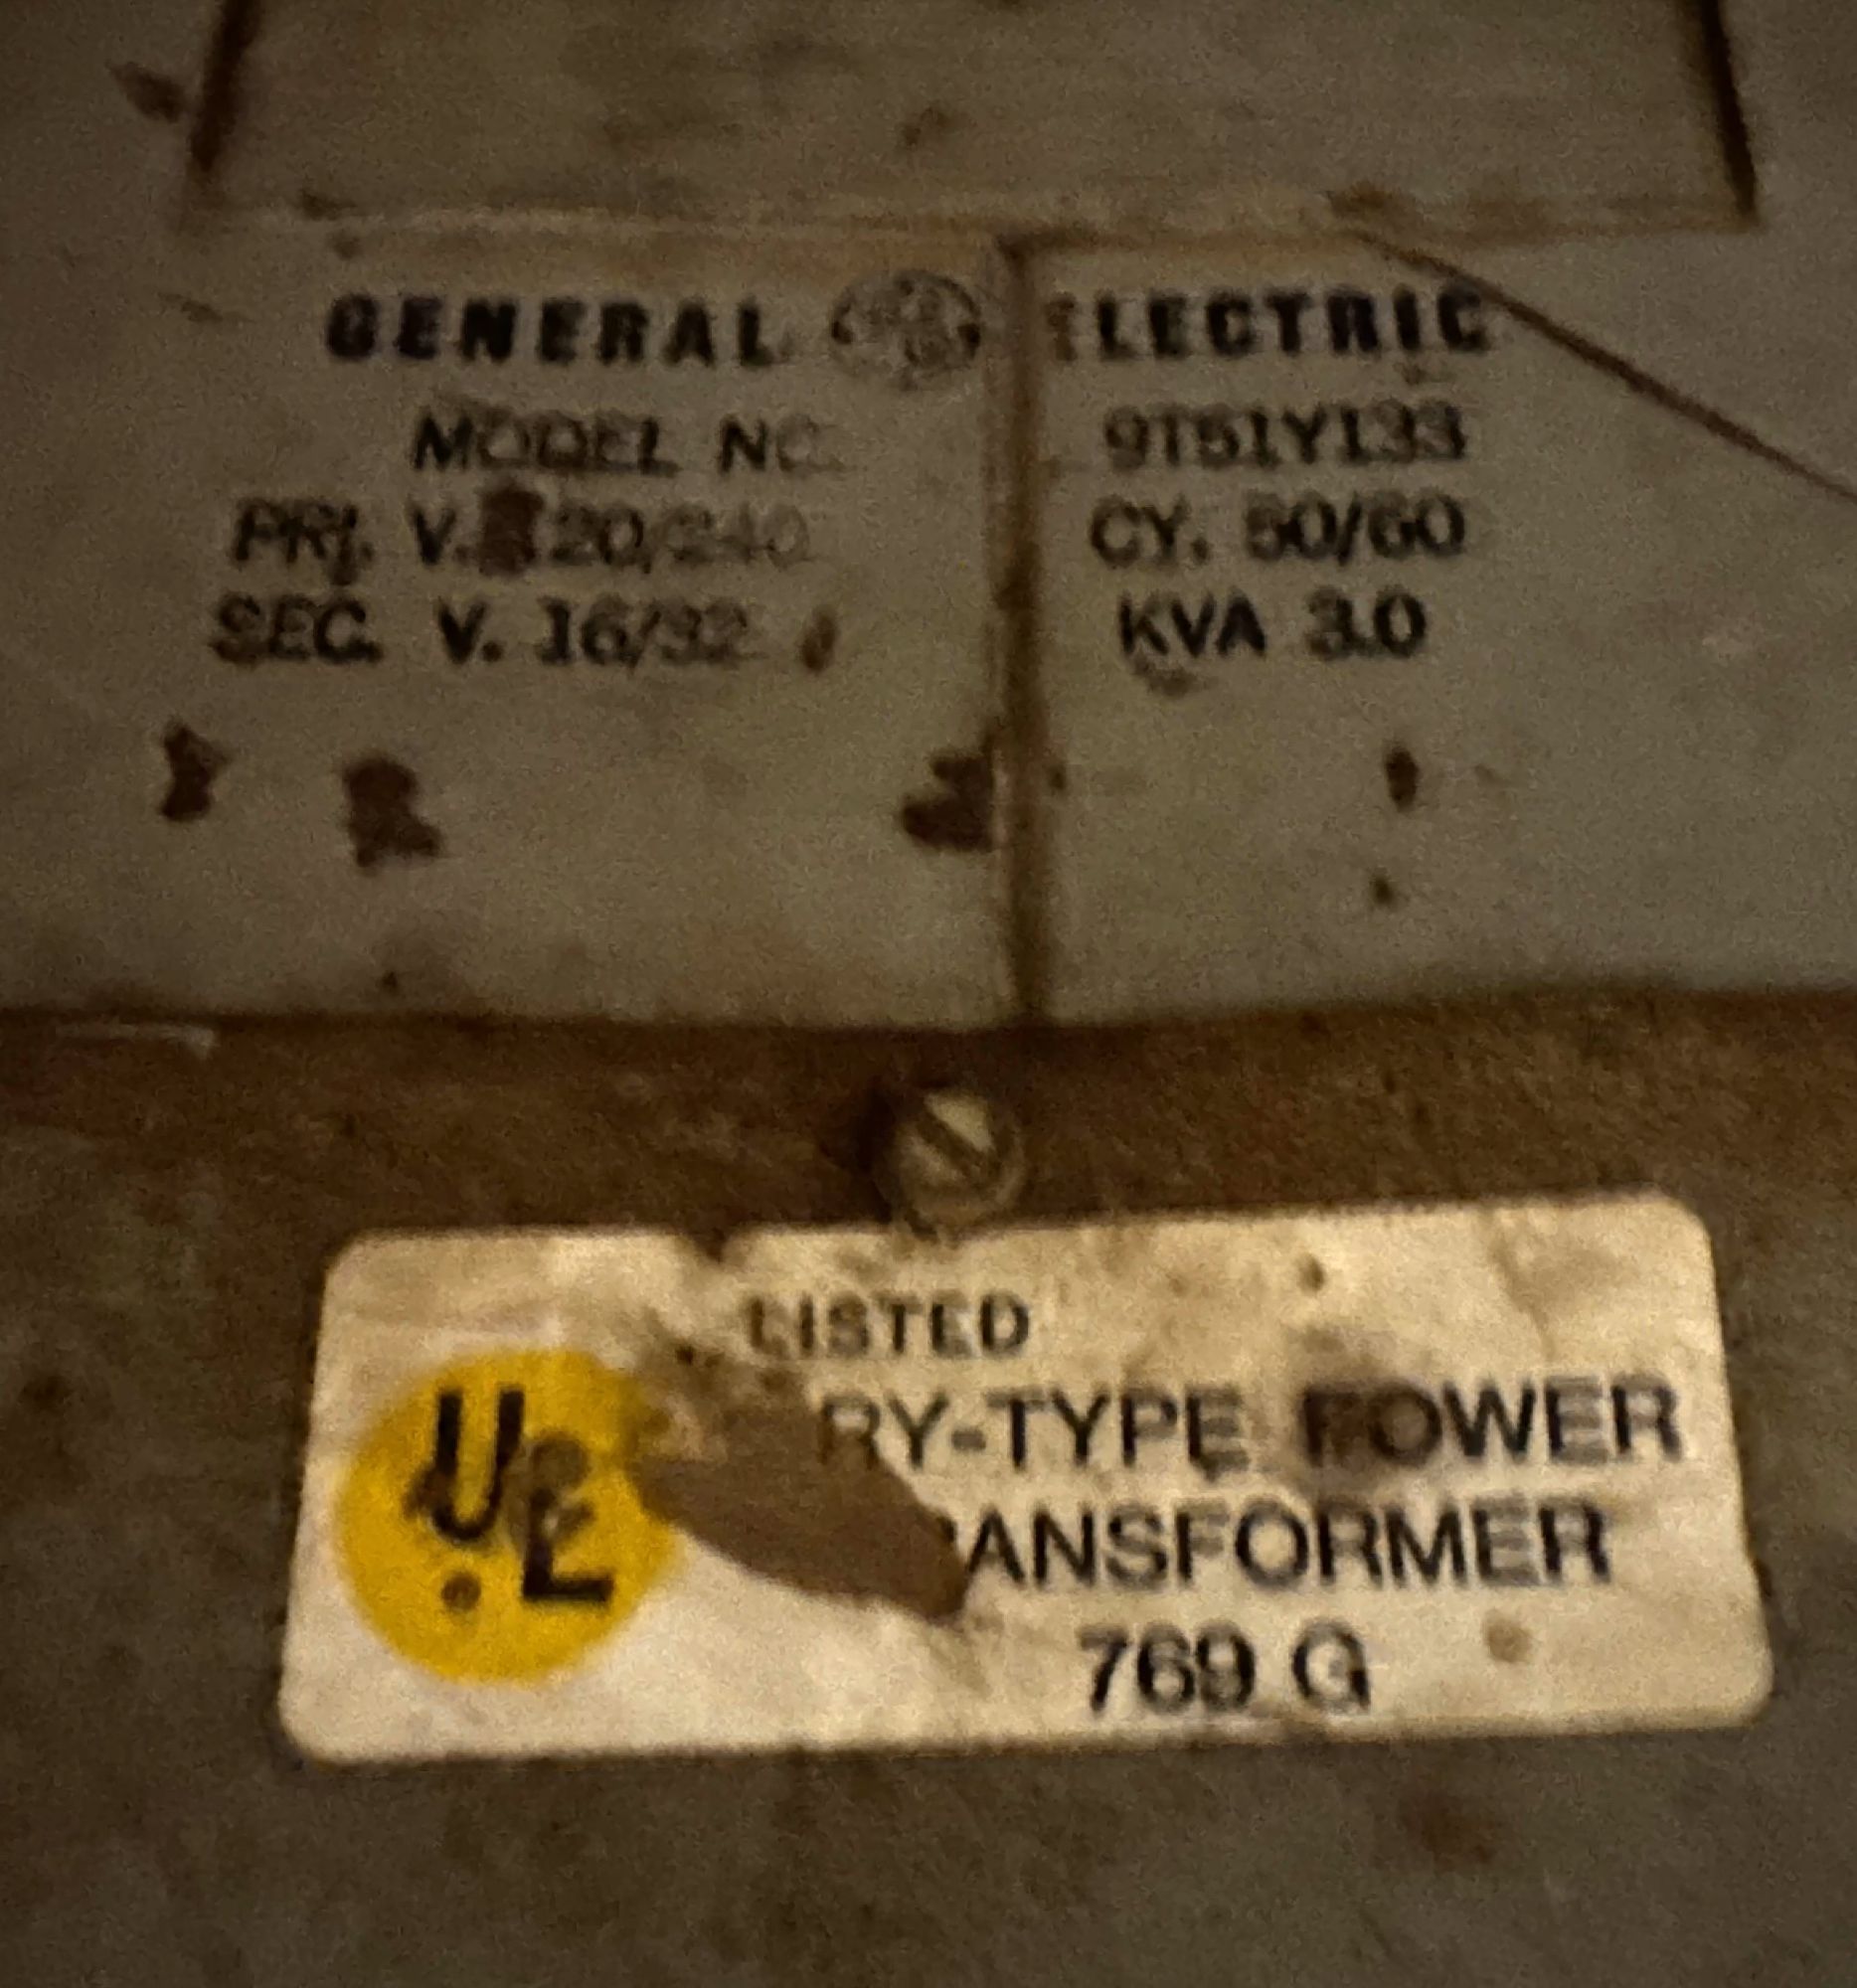 GENERAL ELECTRIC
MODEL NO. 9T51Y133
PRI. V. 120/240 CY. 50/60
SEC. V. 16/32 KVA 3.0
UL
LISTED
RY-TYPE POWER
ANSFORMER
769 G